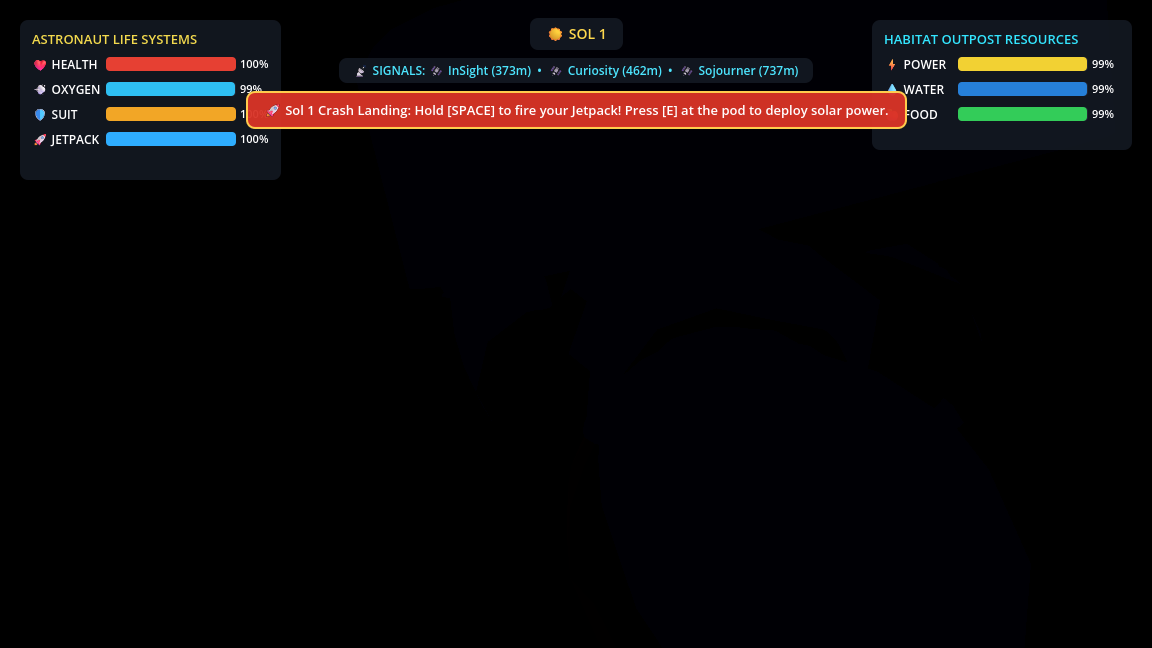 ASTRONAUT LIFE SYSTEMS
HEALTH 100%
OXYGEN 99%
SUIT
JETPACK 100%
SOL 1
SIGNALS: InSight (373m) • Curiosity (462m) • Sojourner (737m)
Sol 1 Crash Landing: Hold [SPACE] to fire your Jetpack! Press [E] at the pod to deploy solar power.
HABITAT OUTPOST RESOURCES
POWER 99%
WATER 99%
FOOD 99%